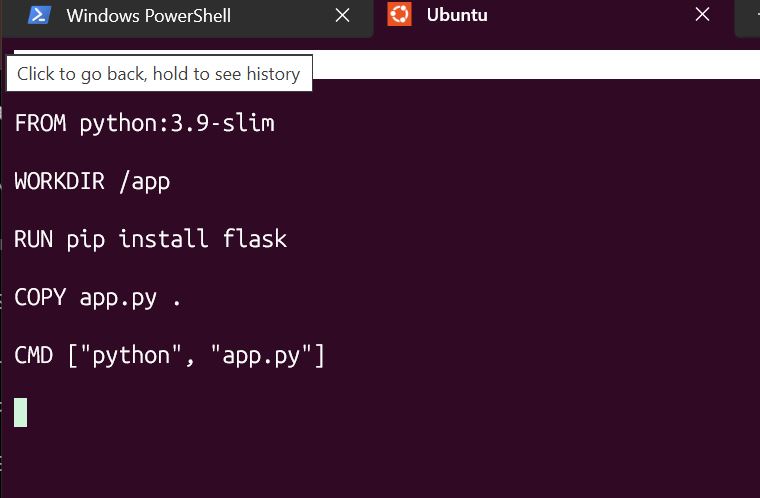 Windows PowerShell
Ubuntu
Click to go back, hold to see history
FROM python:3.9-slim
WORKDIR /app
RUN pip install flask
COPY app.py .
CMD ["python", "app.py"]